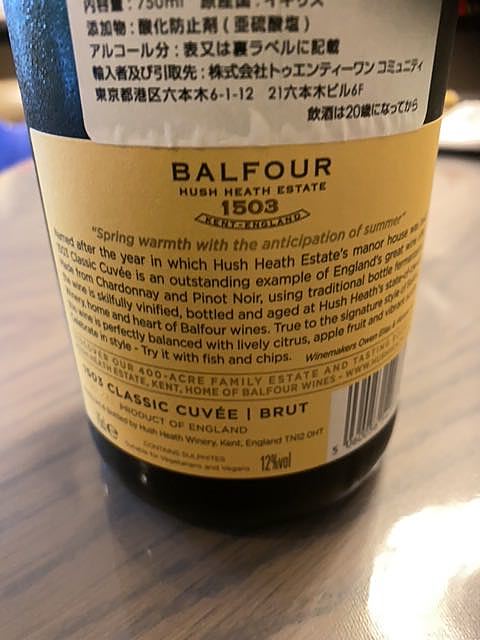 内容量：750ml 原産国：イギリス
添加物：酸化防止剤（亜硫酸塩）
アルコール分：表又は裏ラベルに記載
輸入者及び引取先：株式会社トゥエンティーワン コミュニティ
東京都港区六本木6-1-12 21六本木ビル6F
飲酒は20歳になってから
BALFOUR
HUSH HEATH ESTATE
1503
KENT-ENGLAND
"Spring warmth with the anticipation of summer"
Named after the year in which Hush Heath Estate's manor house was
1503 Classic Cuvée is an outstanding example of England's great wine
Made from Chardonnay and Pinot Noir, using traditional bottle
the wine is skilfully vinified, bottled and aged at Hush Heath's
winery, home and heart of Balfour wines. True to the signature style
wine is perfectly balanced with lively citrus, apple fruit and
celebrate in style - Try it with fish and chips. Winemakers Owen Elias &
OUR 400-ACRE FAMILY ESTATE AND TASTING
HEATH ESTATE, KENT, HOME OF BALFOUR WINES - WWW.
1503 CLASSIC CUVÉE | BRUT
PRODUCT OF ENGLAND
bottled by Hush Heath Winery, Kent, England TN12 0HT
CONTAINS SULPHITES
Suitable for Vegetarians and Vegans 12%vol